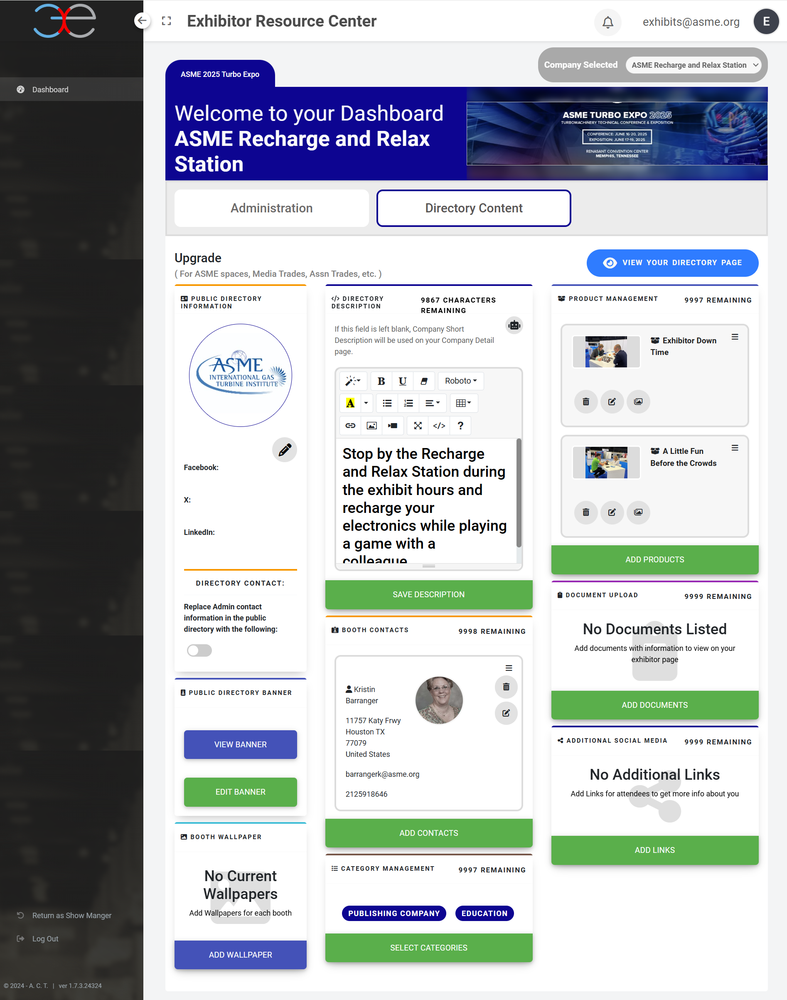 Exhibitor Resource Center
exhibits@asme.org
E
Dashboard
Company Selected
ASME Recharge and Relax Station
ASME 2025 Turbo Expo
Welcome to your Dashboard
ASME Recharge and Relax
Station
ASME TURBO EXPO 2025
TURBOMACHINERY TECHNICAL CONFERENCE & EXPOSITION
CONFERENCE: JUNE 16-20, 2025
EXPOSITION: JUNE 17-19, 2025
RENASANT CONVENTION CENTER
MEMPHIS, TENNESSEE
Administration
Directory Content
Upgrade
( For ASME spaces, Media Trades, Assn Trades, etc. )
VIEW YOUR DIRECTORY PAGE
PUBLIC DIRECTORY
INFORMATION
ASME
INTERNATIONAL GAS
TURBINE INSTITUTE
Facebook:
X:
LinkedIn:
DIRECTORY CONTACT:
Replace Admin contact
information in the public
directory with the following:
PUBLIC DIRECTORY BANNER
VIEW BANNER
EDIT BANNER
BOOTH WALLPAPER
No Current
Wallpapers
Add Wallpapers for each booth
ADD WALLPAPER
DIRECTORY
DESCRIPTION
9867 CHARACTERS
REMAINING
If this field is left blank, Company Short
Description will be used on your Company Detail
page.
B U Roboto
A
</> ?
Stop by the Recharge
and Relax Station during
the exhibit hours and
recharge your
electronics while playing
a game with a
colleague
SAVE DESCRIPTION
BOOTH CONTACTS
9998 REMAINING
Kristin
Barranger
11757 Katy Frwy
Houston TX
77079
United States
barrangerk@asme.org
2125918646
ADD CONTACTS
CATEGORY MANAGEMENT
9997 REMAINING
PUBLISHING COMPANY
EDUCATION
SELECT CATEGORIES
PRODUCT MANAGEMENT
9997 REMAINING
Exhibitor Down
Time
A Little Fun
Before the Crowds
ADD PRODUCTS
DOCUMENT UPLOAD
9999 REMAINING
No Documents Listed
Add documents with information to view on your
exhibitor page
ADD DOCUMENTS
ADDITIONAL SOCIAL MEDIA
9999 REMAINING
No Additional Links
Add Links for attendees to get more info about you
ADD LINKS
Return as Show Manger
Log Out
© 2024 - A. C. T. | ver 1.7.3.24324